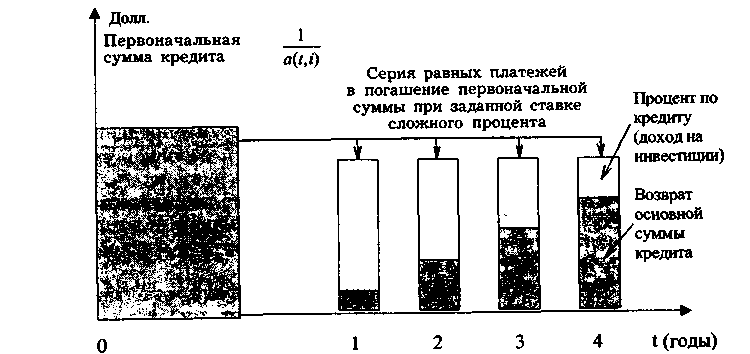 Долл.
Первоначальная
сумма кредита
1
a(t,i)
Серия равных платежей
в погашение первоначальной
суммы при заданной ставке
сложного процента
Процент по
кредиту
(доход на
инвестиции)
Возврат
основной
суммы
кредита
0 1 2 3 4 t (годы)